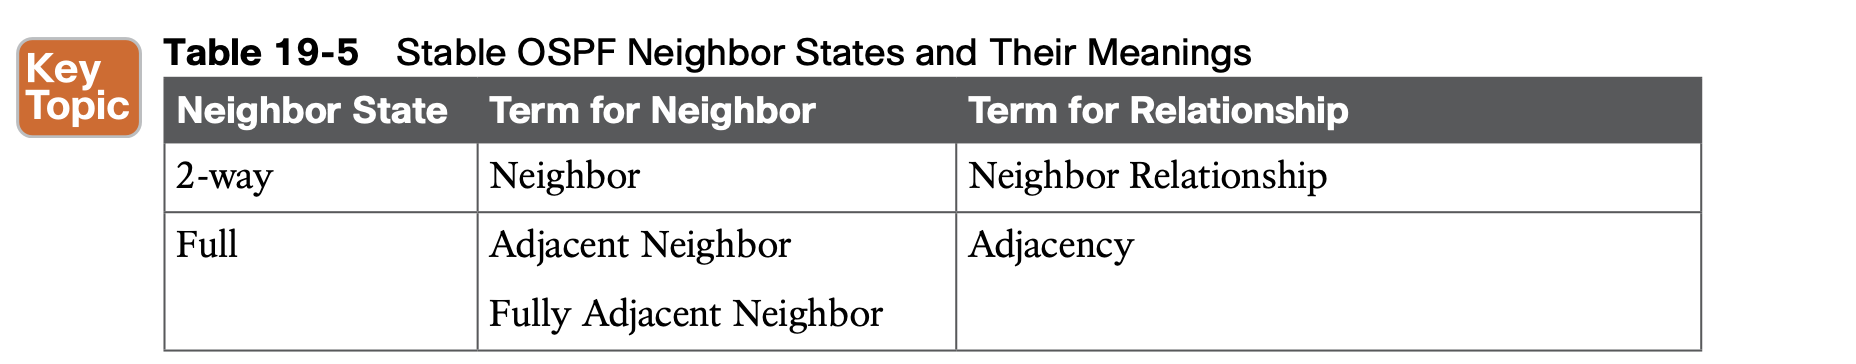 Key
Topic
Table 19-5 Stable OSPF Neighbor States and Their Meanings
Neighbor State Term for Neighbor Term for Relationship
2-way Neighbor Neighbor Relationship
Full Adjacent Neighbor Adjacency
Fully Adjacent Neighbor